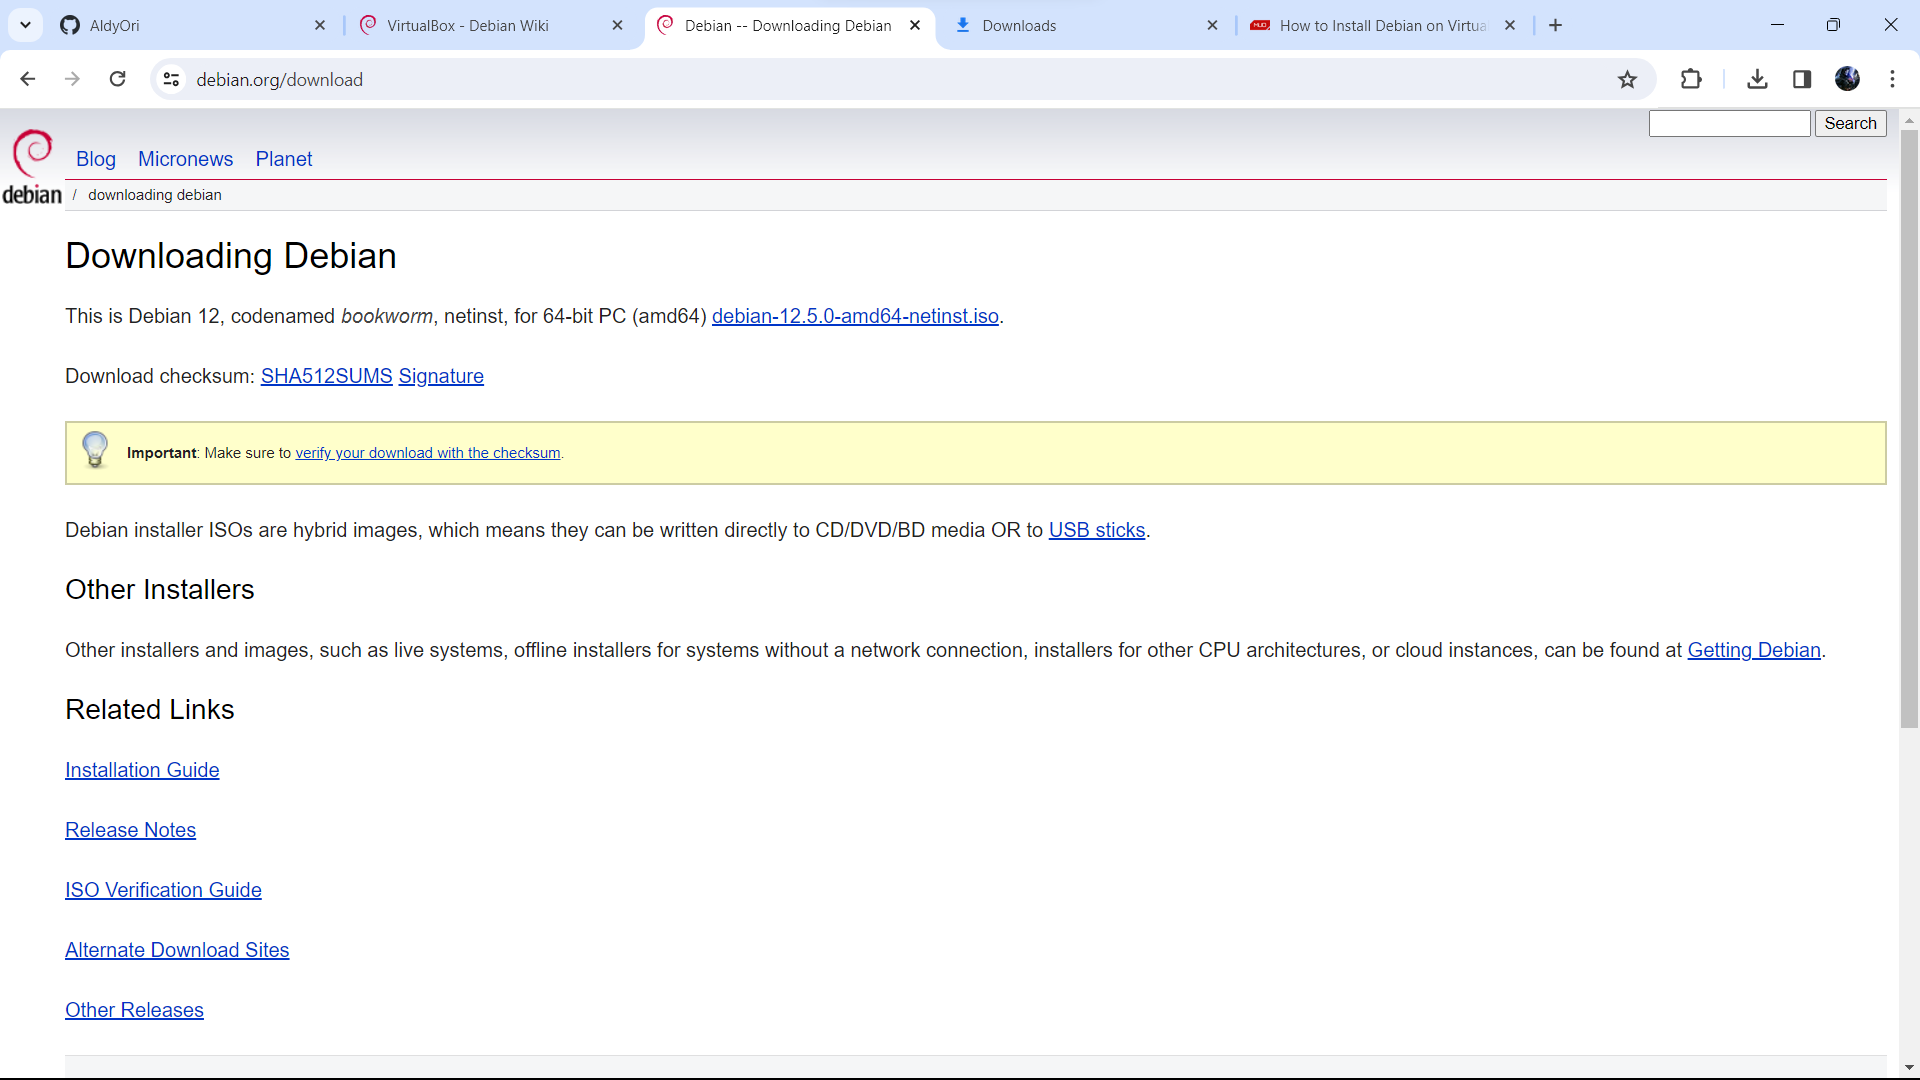 AldyOri
VirtualBox - Debian Wiki
Debian -- Downloading Debian
Downloads
How to Install Debian on Virtua
debian.org/download
Search
debian
Blog Micronews Planet
/ downloading debian
Downloading Debian
This is Debian 12, codenamed bookworm, netinst, for 64-bit PC (amd64) debian-12.5.0-amd64-netinst.iso.
Download checksum: SHA512SUMS Signature
Important: Make sure to verify your download with the checksum.
Debian installer ISOs are hybrid images, which means they can be written directly to CD/DVD/BD media OR to USB sticks.
Other Installers
Other installers and images, such as live systems, offline installers for systems without a network connection, installers for other CPU architectures, or cloud instances, can be found at Getting Debian.
Related Links
Installation Guide
Release Notes
ISO Verification Guide
Alternate Download Sites
Other Releases